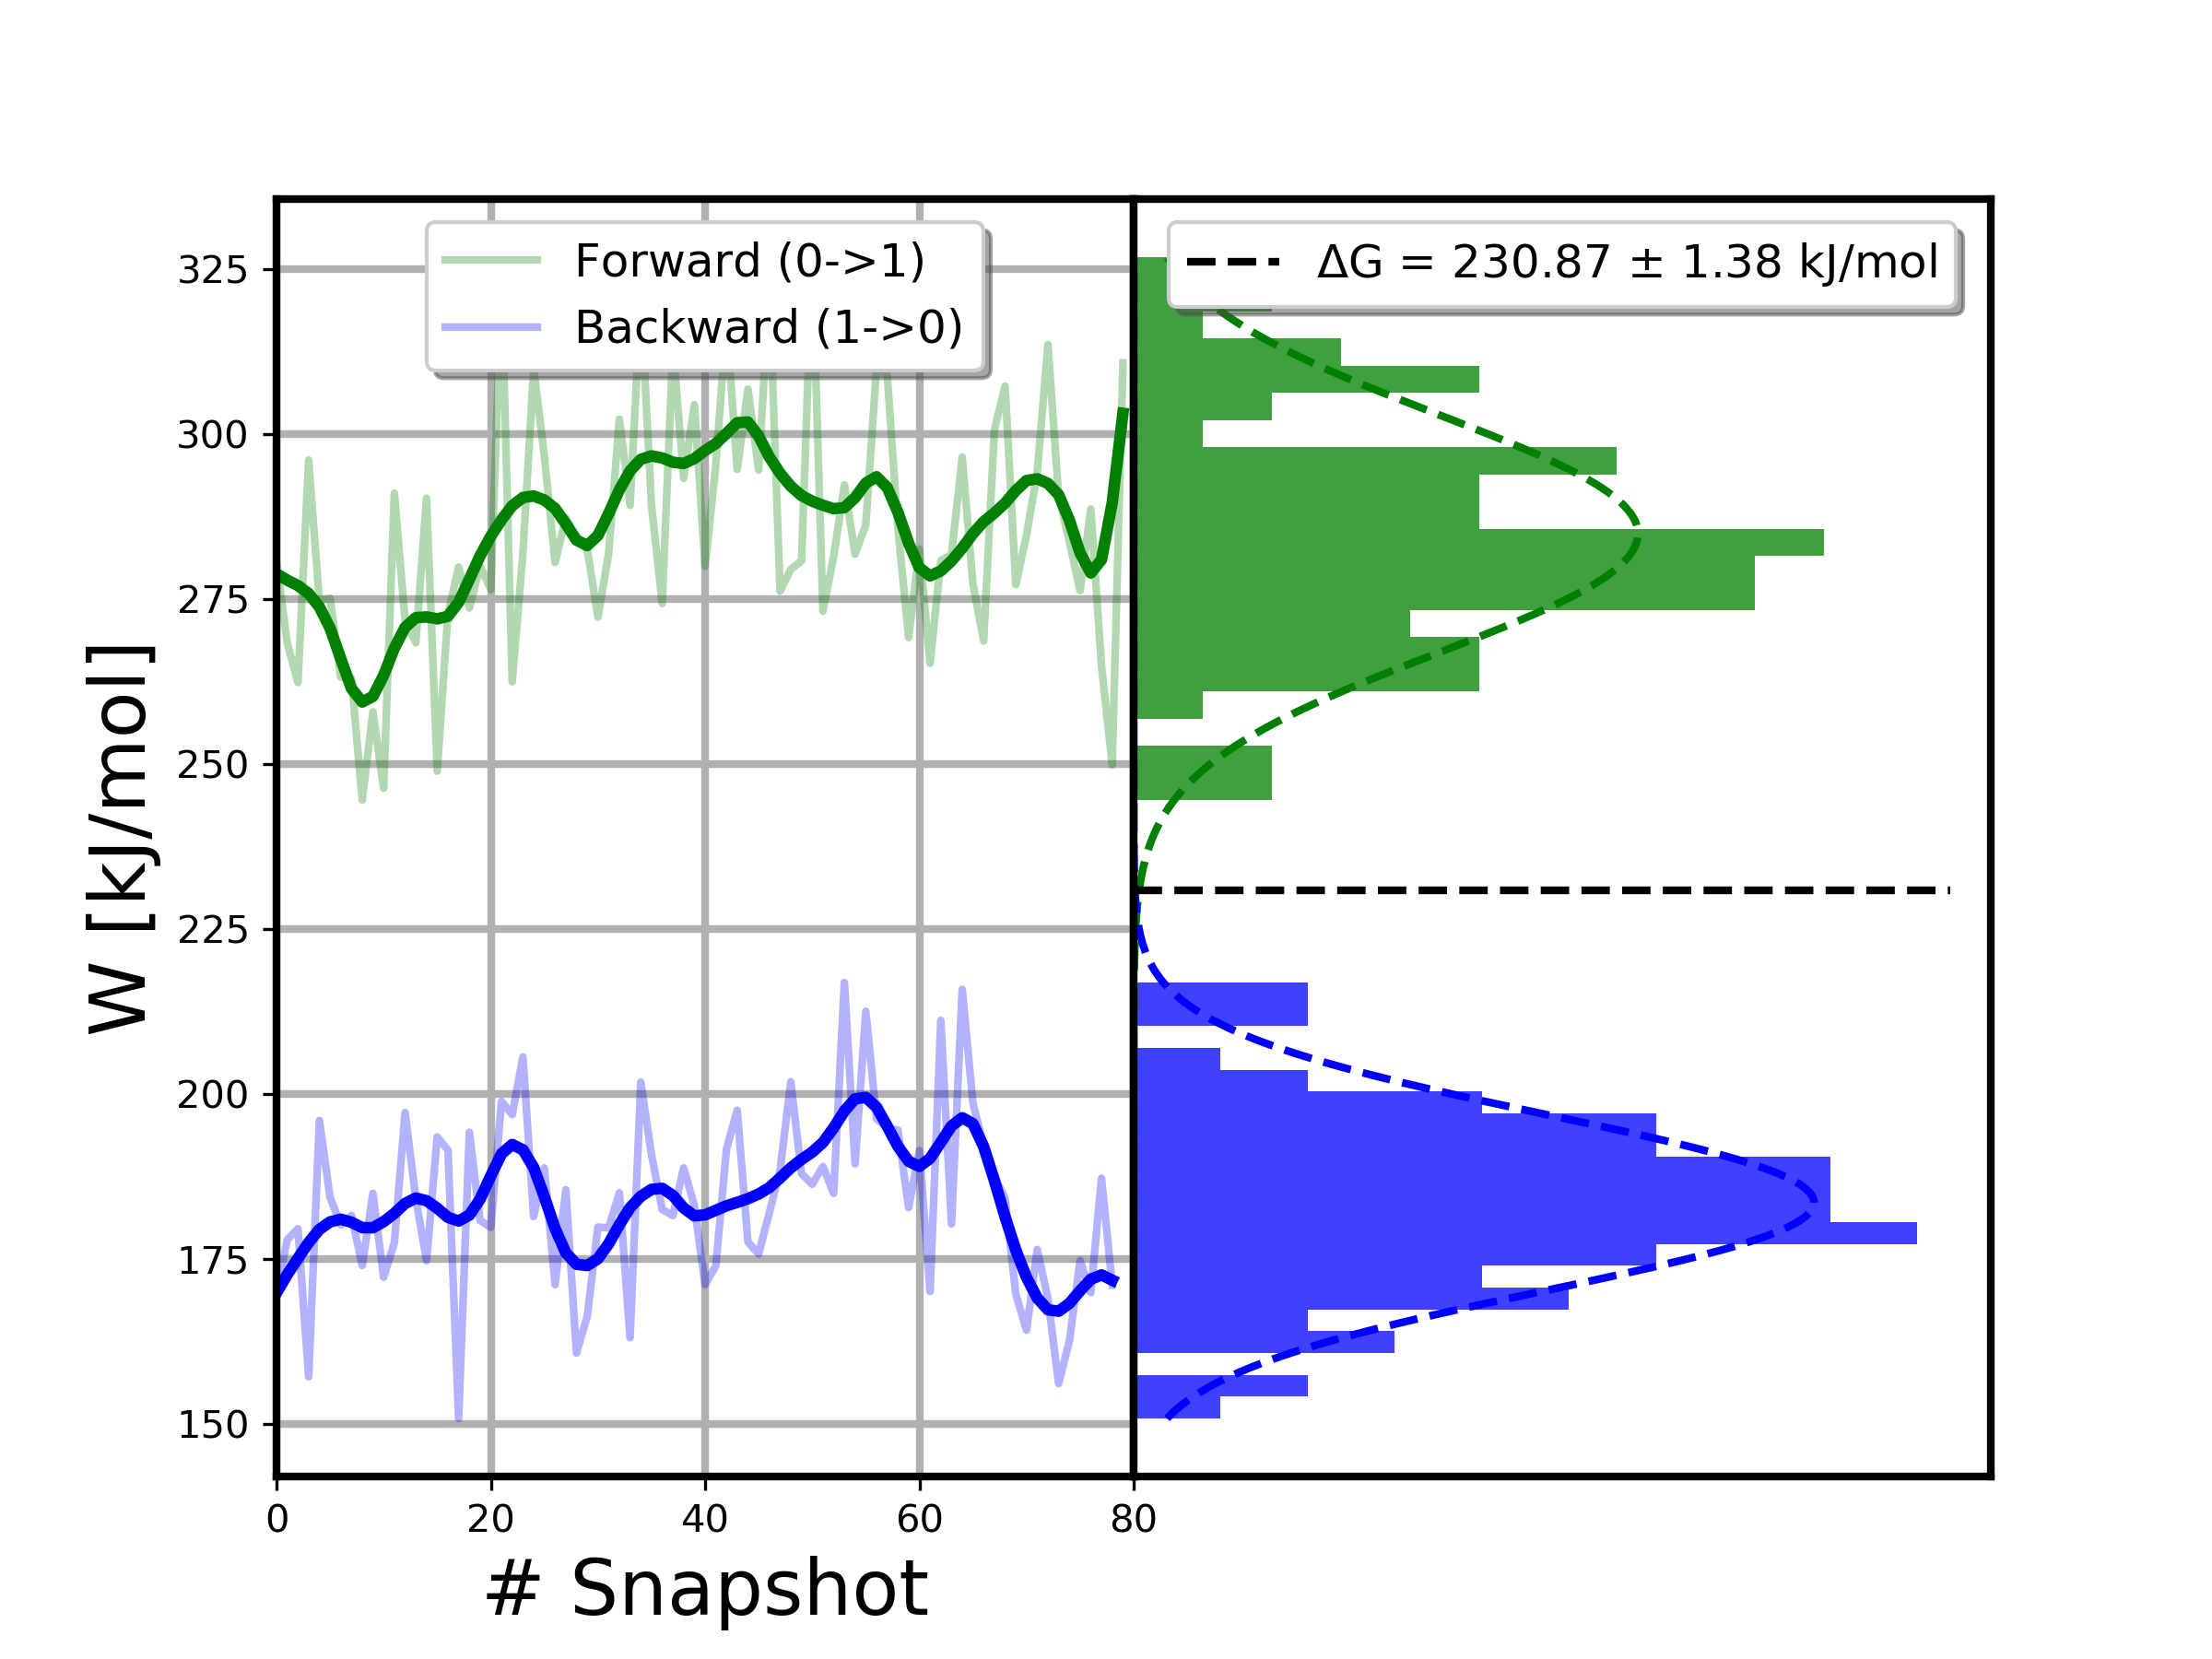 Forward (0->1)
Backward (1->0)
ΔG = 230.87 ± 1.38 kJ/mol
325
300
275
250
225
200
175
150
W [kJ/mol]
0 20 40 60 80
# Snapshot